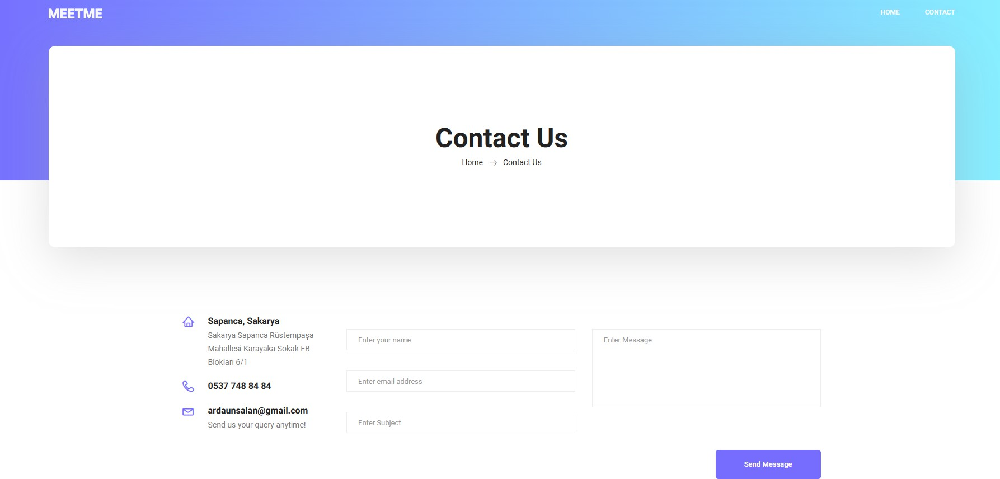 MEETME
HOME
CONTACT
Contact Us
Home → Contact Us
Sapanca, Sakarya
Sakarya Sapanca Rüstempaşa
Mahallesi Karayaka Sokak FB
Blokları 6/1
0537 748 84 84
ardaunsalan@gmail.com
Send us your query anytime!
Enter your name
Enter email address
Enter Subject
Enter Message
Send Message